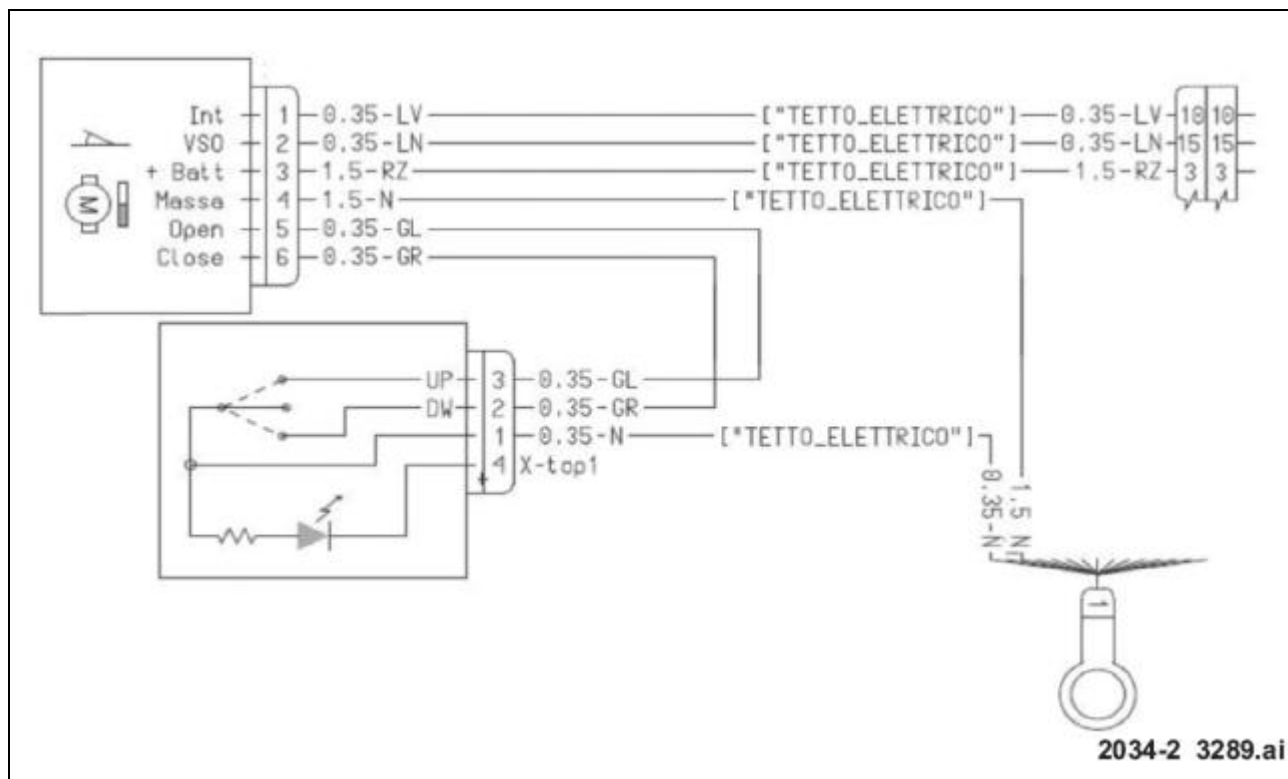 Int 1 0.35-LV ["TETTO_ELETTRICO"] 0.35-LV 10 10
VSO 2 0.35-LN ["TETTO_ELETTRICO"] 0.35-LN 15 15
+ Batt 3 1.5-RZ ["TETTO_ELETTRICO"] 1.5-RZ 3 3
Massa 4 1.5-N ["TETTO_ELETTRICO"]
Open 5 0.35-GL
Close 6 0.35-GR
M
UP 3 0.35-GL
DW 2 0.35-GR
1 0.35-N ["TETTO_ELETTRICO"]
4 X-top1
0.35-N
1.5 N
1
2034-2 3289.ai